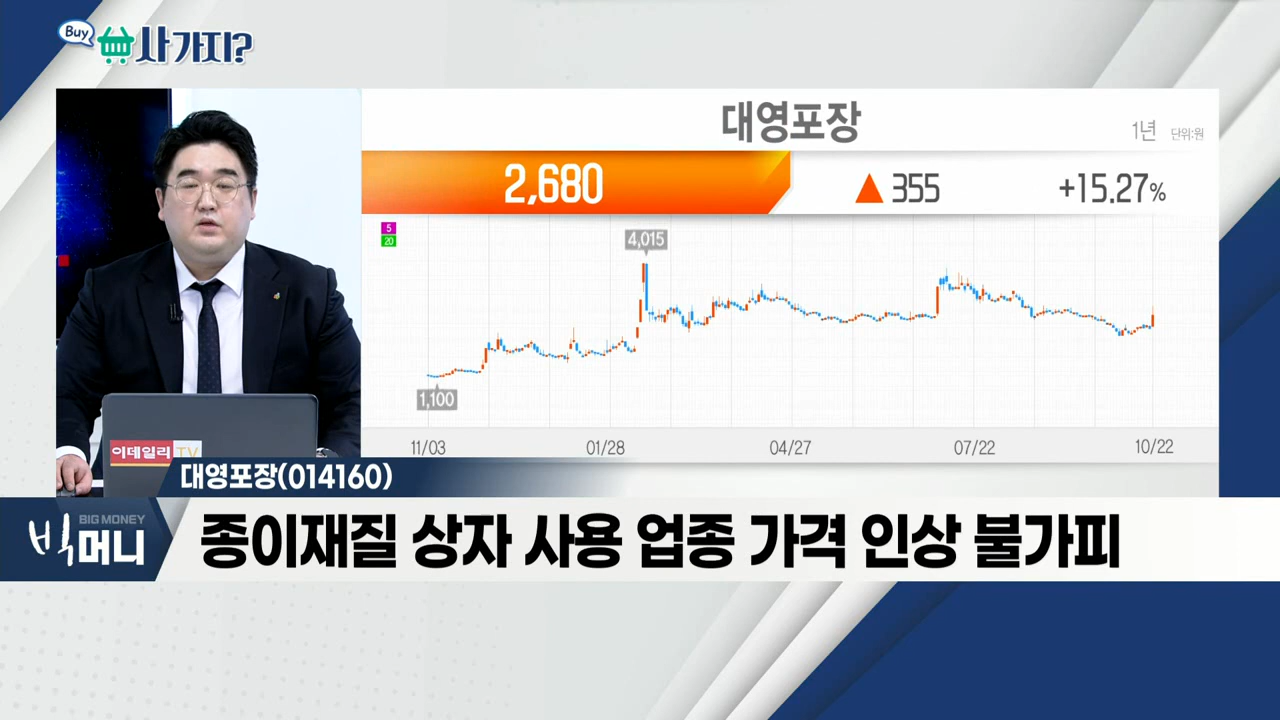 Buy
사가지?
대영포장
1년 단위:원
2,680 ▲ 355 +15.27%
5
20
4,015
1,100
11/03 01/28 04/27 07/22 10/22
이데일리 TV
대영포장(014160)
BIG MONEY
빅머니
종이재질 상자 사용 업종 가격 인상 불가피